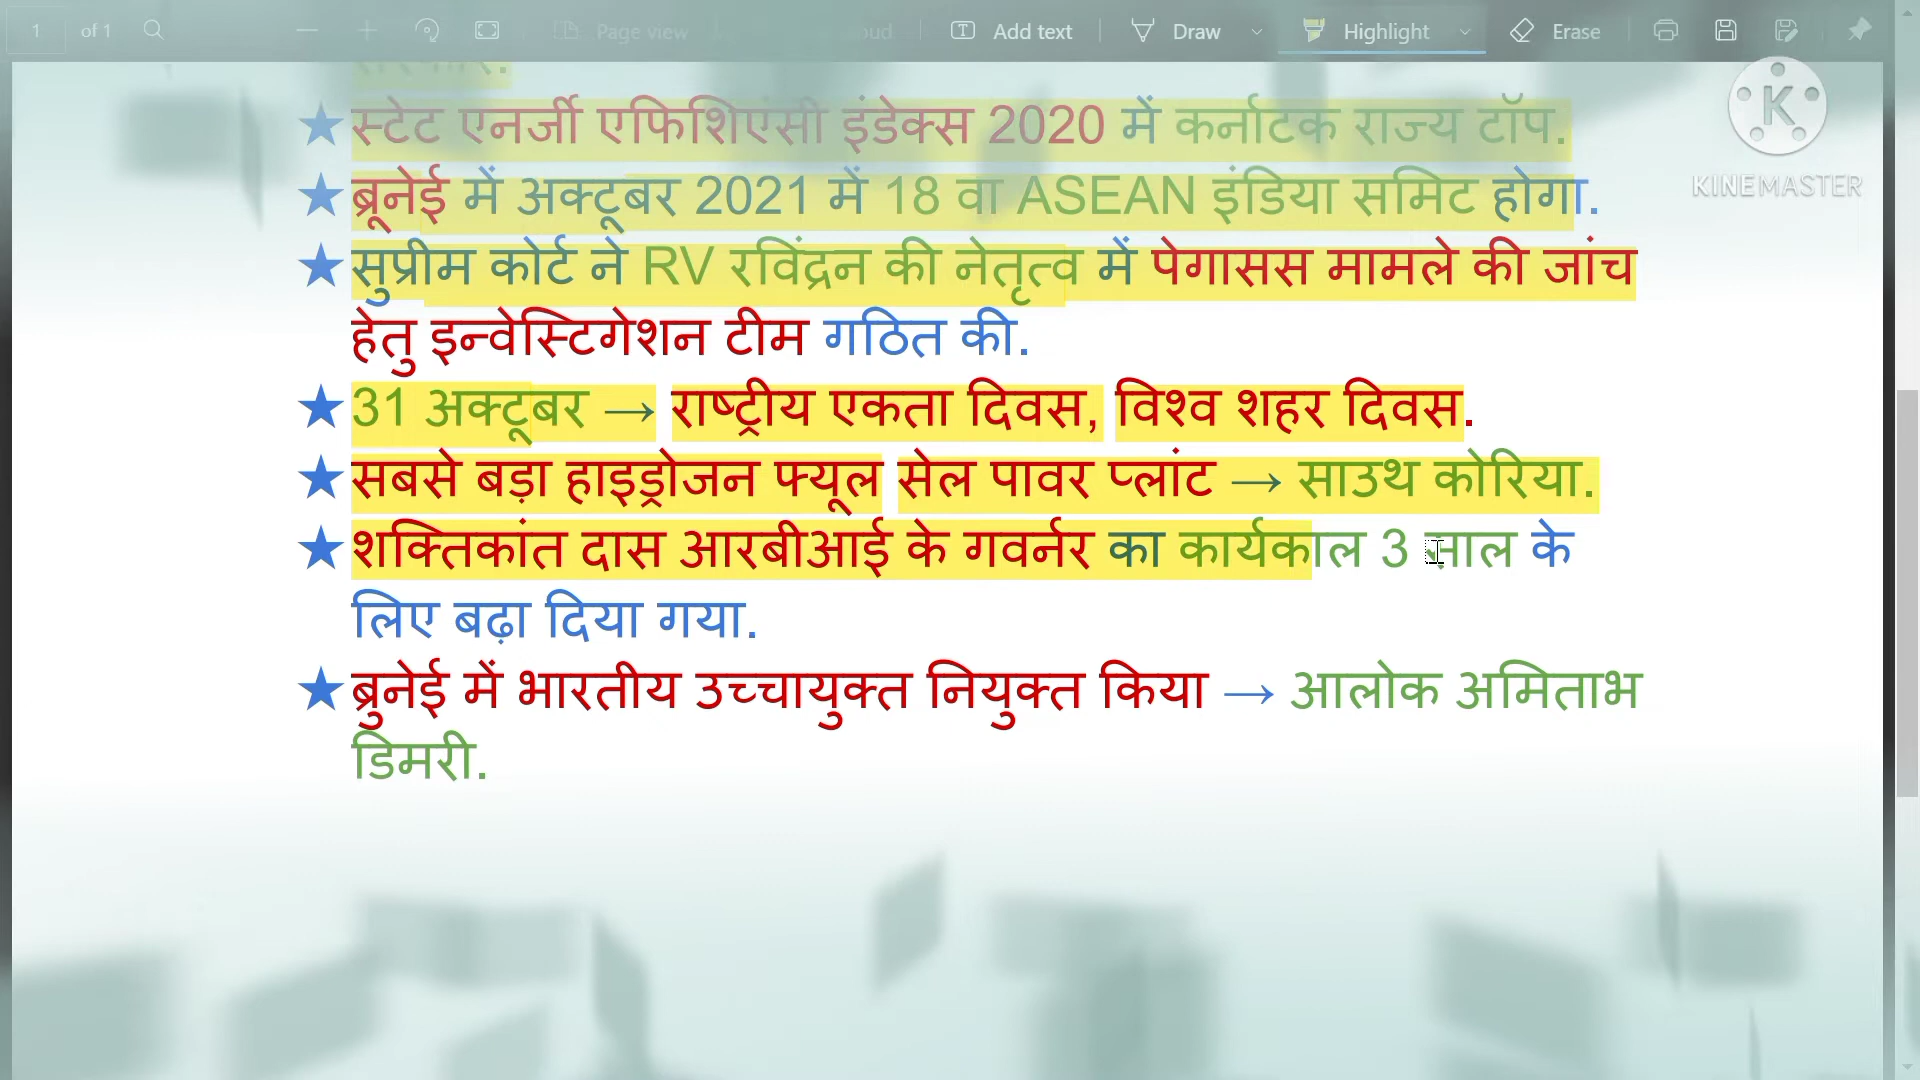 1 of 1 Page view Add text Draw Highlight Erase
स्टेट एनर्जी एफिशिएंसी इंडेक्स 2020 में कर्नाटक राज्य टॉप.
ब्रूनेई में अक्टूबर 2021 में 18 वा ASEAN इंडिया समिट होगा.
KINEMASTER
सुप्रीम कोर्ट ने RV रविंद्रन की नेतृत्व में पेगासस मामले की जांच
हेतु इन्वेस्टिगेशन टीम गठित की.
31 अक्टूबर → राष्ट्रीय एकता दिवस, विश्व शहर दिवस.
सबसे बड़ा हाइड्रोजन फ्यूल सेल पावर प्लांट → साउथ कोरिया.
शक्तिकांत दास आरबीआई के गवर्नर का कार्यकाल 3 साल के
लिए बढ़ा दिया गया.
ब्रुनेई में भारतीय उच्चायुक्त नियुक्त किया → आलोक अमिताभ
डिमरी.